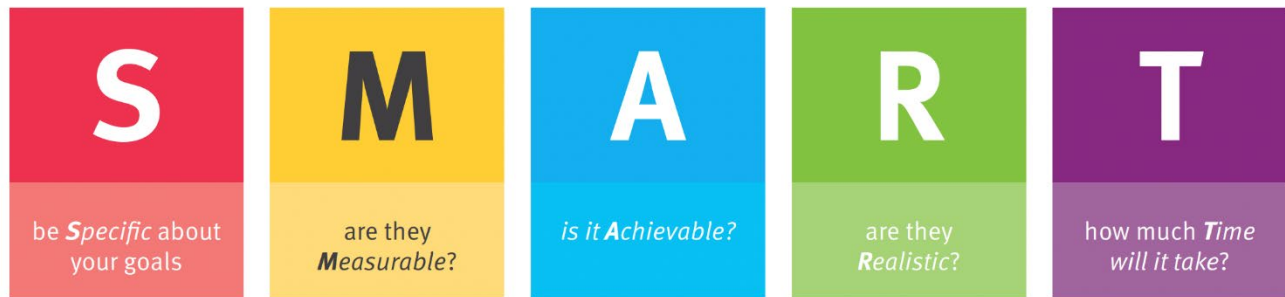 S
be Specific about
your goals
M
are they
Measurable?
A
is it Achievable?
R
are they
Realistic?
T
how much Time
will it take?